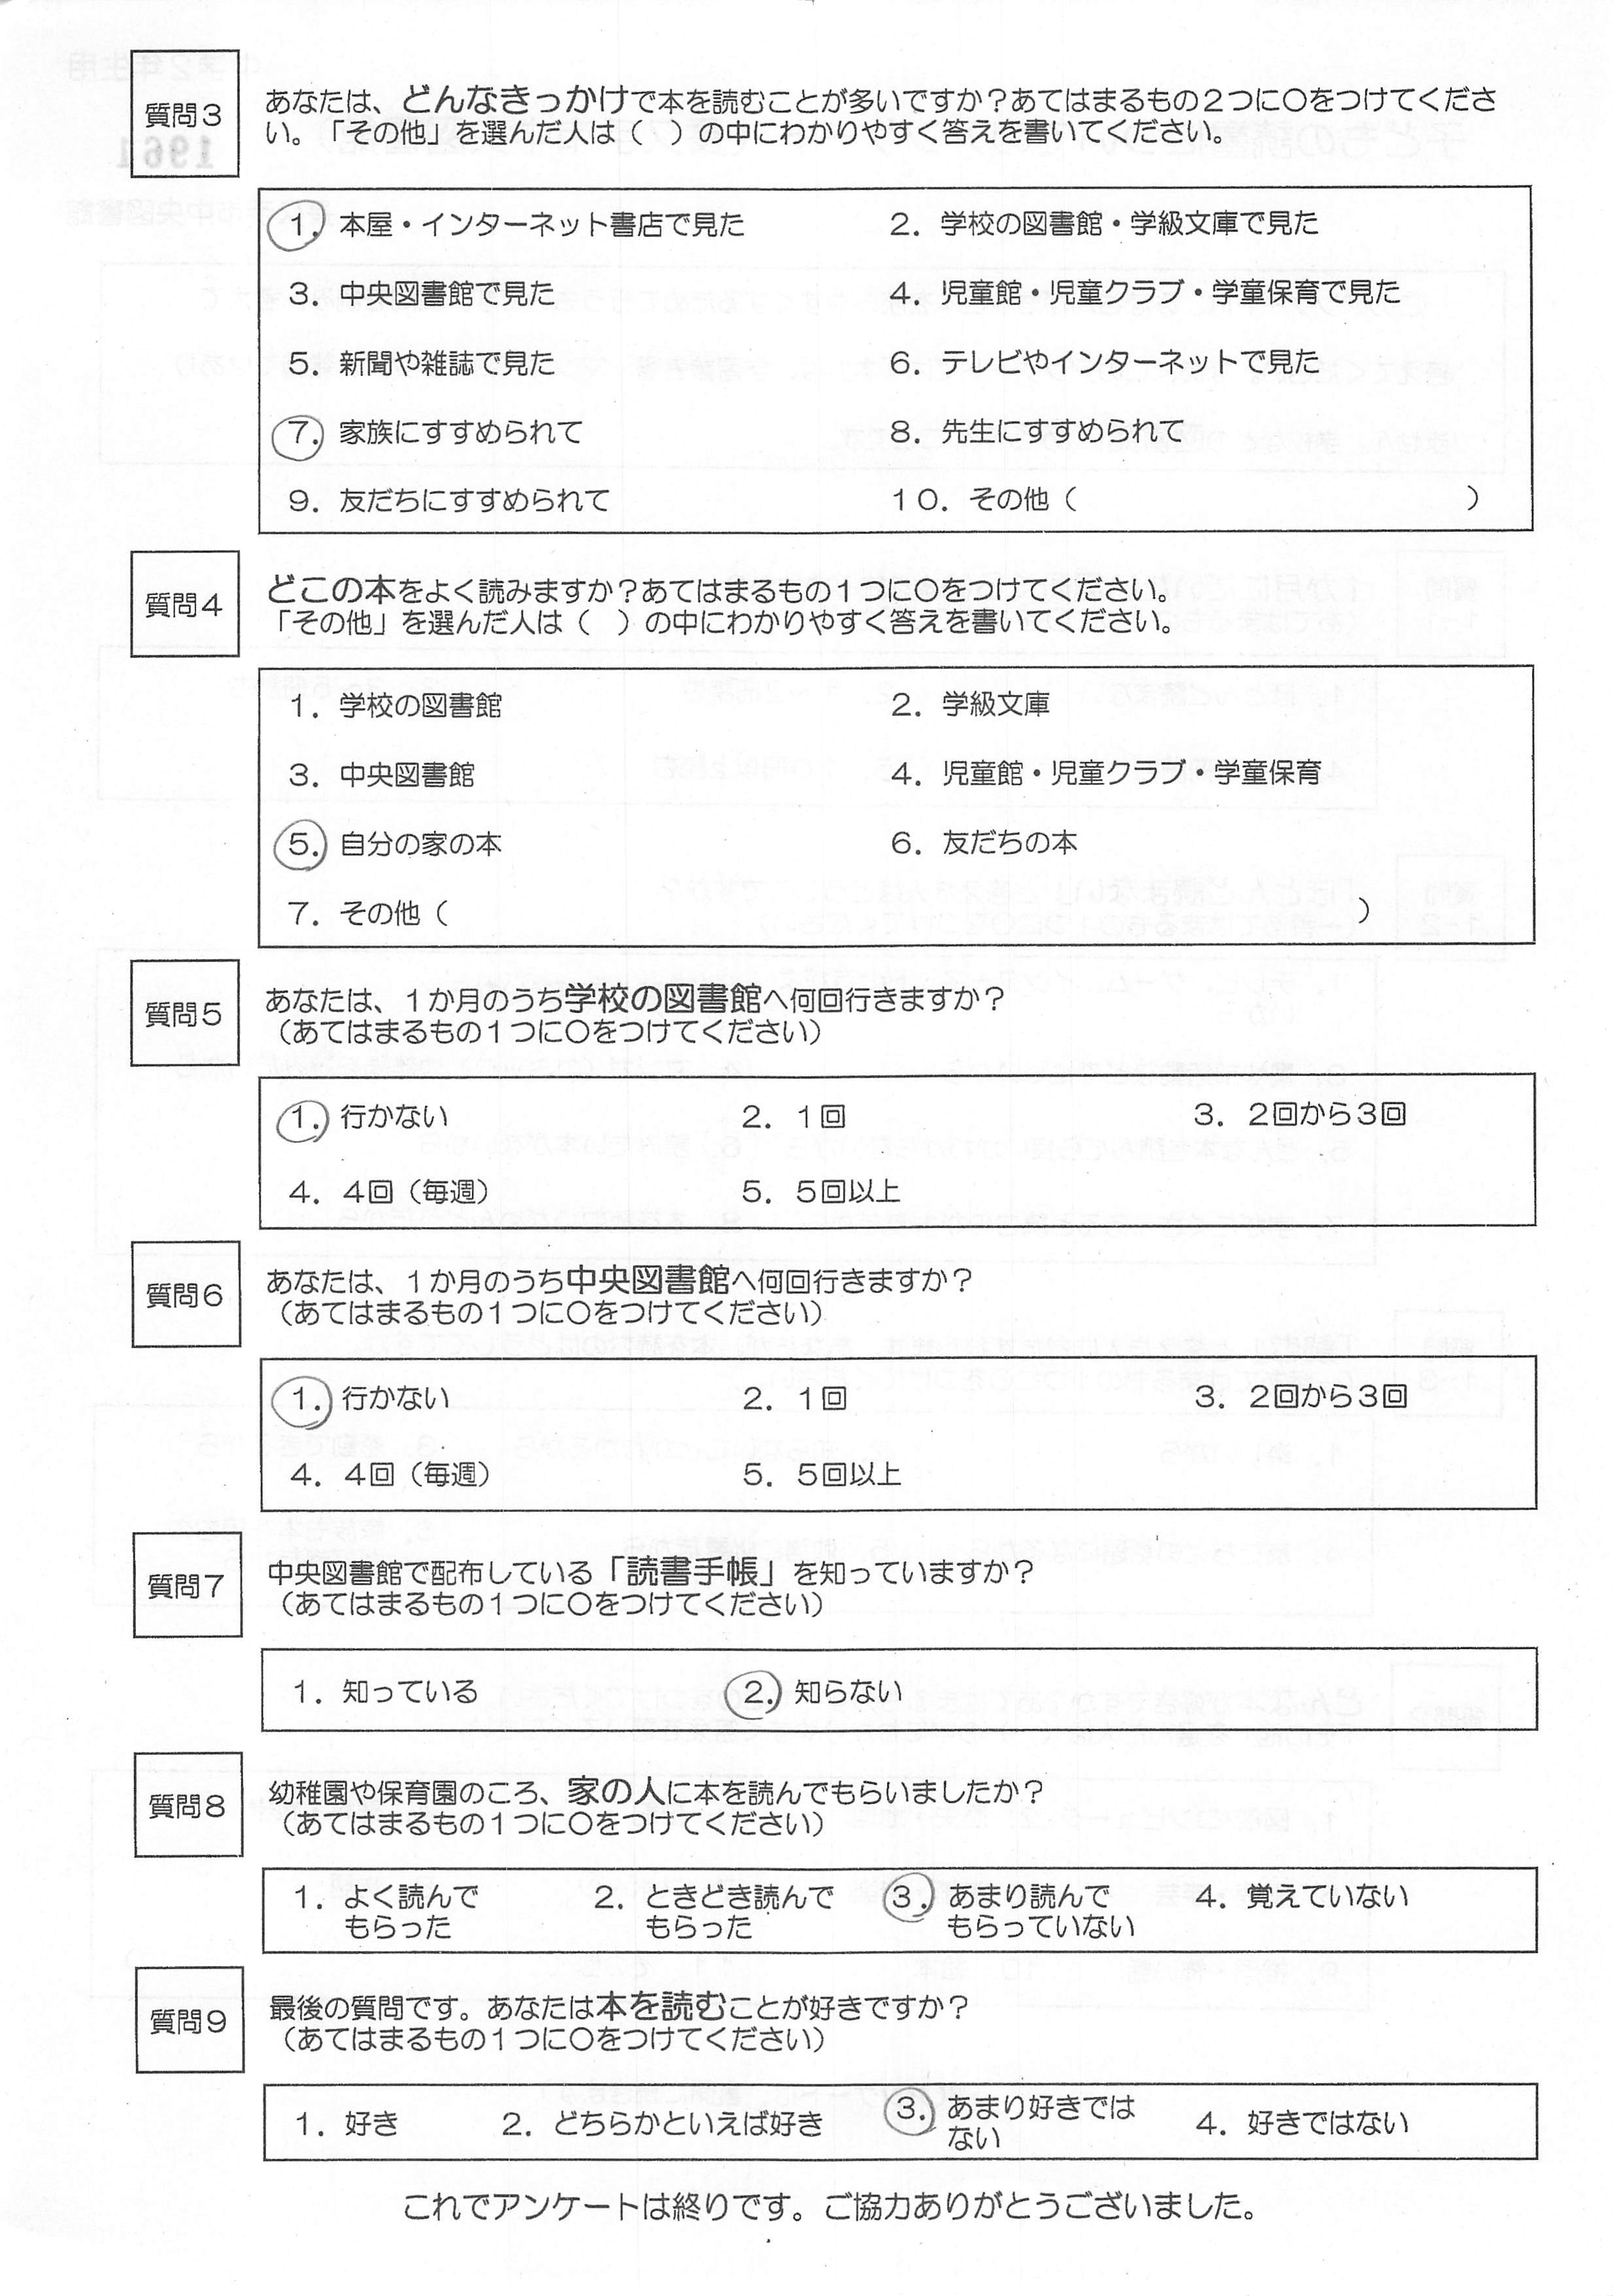 質問３
あなたは、どんなきっかけで本を読むことが多いですか？あてはまるもの２つに〇をつけてくださ
い。「その他」を選んだ人は（　）の中にわかりやすく答えを書いてください。
１．本屋・インターネット書店で見た　２．学校の図書館・学級文庫で見た
３．中央図書館で見た　４．児童館・児童クラブ・学童保育で見た
５．新聞や雑誌で見た　６．テレビやインターネットで見た
７．家族にすすめられて　８．先生にすすめられて
９．友だちにすすめられて　１０．その他（　）
質問４
どこの本をよく読みますか？あてはまるもの１つに〇をつけてください。
「その他」を選んだ人は（　）の中にわかりやすく答えを書いてください。
１．学校の図書館　２．学級文庫
３．中央図書館　４．児童館・児童クラブ・学童保育
５．自分の家の本　６．友だちの本
７．その他（　）
質問５
あなたは、１か月のうち学校の図書館へ何回行きますか？
（あてはまるもの１つに〇をつけてください）
１．行かない　２．１回　３．２回から３回
４．４回（毎週）　５．５回以上
質問６
あなたは、１か月のうち中央図書館へ何回行きますか？
（あてはまるもの１つに〇をつけてください）
１．行かない　２．１回　３．２回から３回
４．４回（毎週）　５．５回以上
質問７
中央図書館で配布している「読書手帳」を知っていますか？
（あてはまるもの１つに〇をつけてください）
１．知っている　２．知らない
質問８
幼稚園や保育園のころ、家の人に本を読んでもらいましたか？
（あてはまるもの１つに〇をつけてください）
１．よく読んで　２．ときどき読んで　３．あまり読んで　４．覚えていない
もらった　もらった　もらっていない
質問９
最後の質問です。あなたは本を読むことが好きですか？
（あてはまるもの１つに〇をつけてください）
１．好き　２．どちらかといえば好き　３．あまり好きでは　４．好きではない
ない
これでアンケートは終りです。ご協力ありがとうございました。